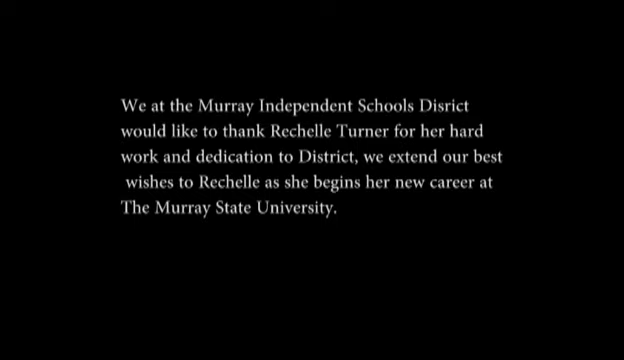 We at the Murray Independent Schools Disrict
would like to thank Rechelle Turner for her hard
work and dedication to District, we extend our best
wishes to Rechelle as she begins her new career at
The Murray State University.